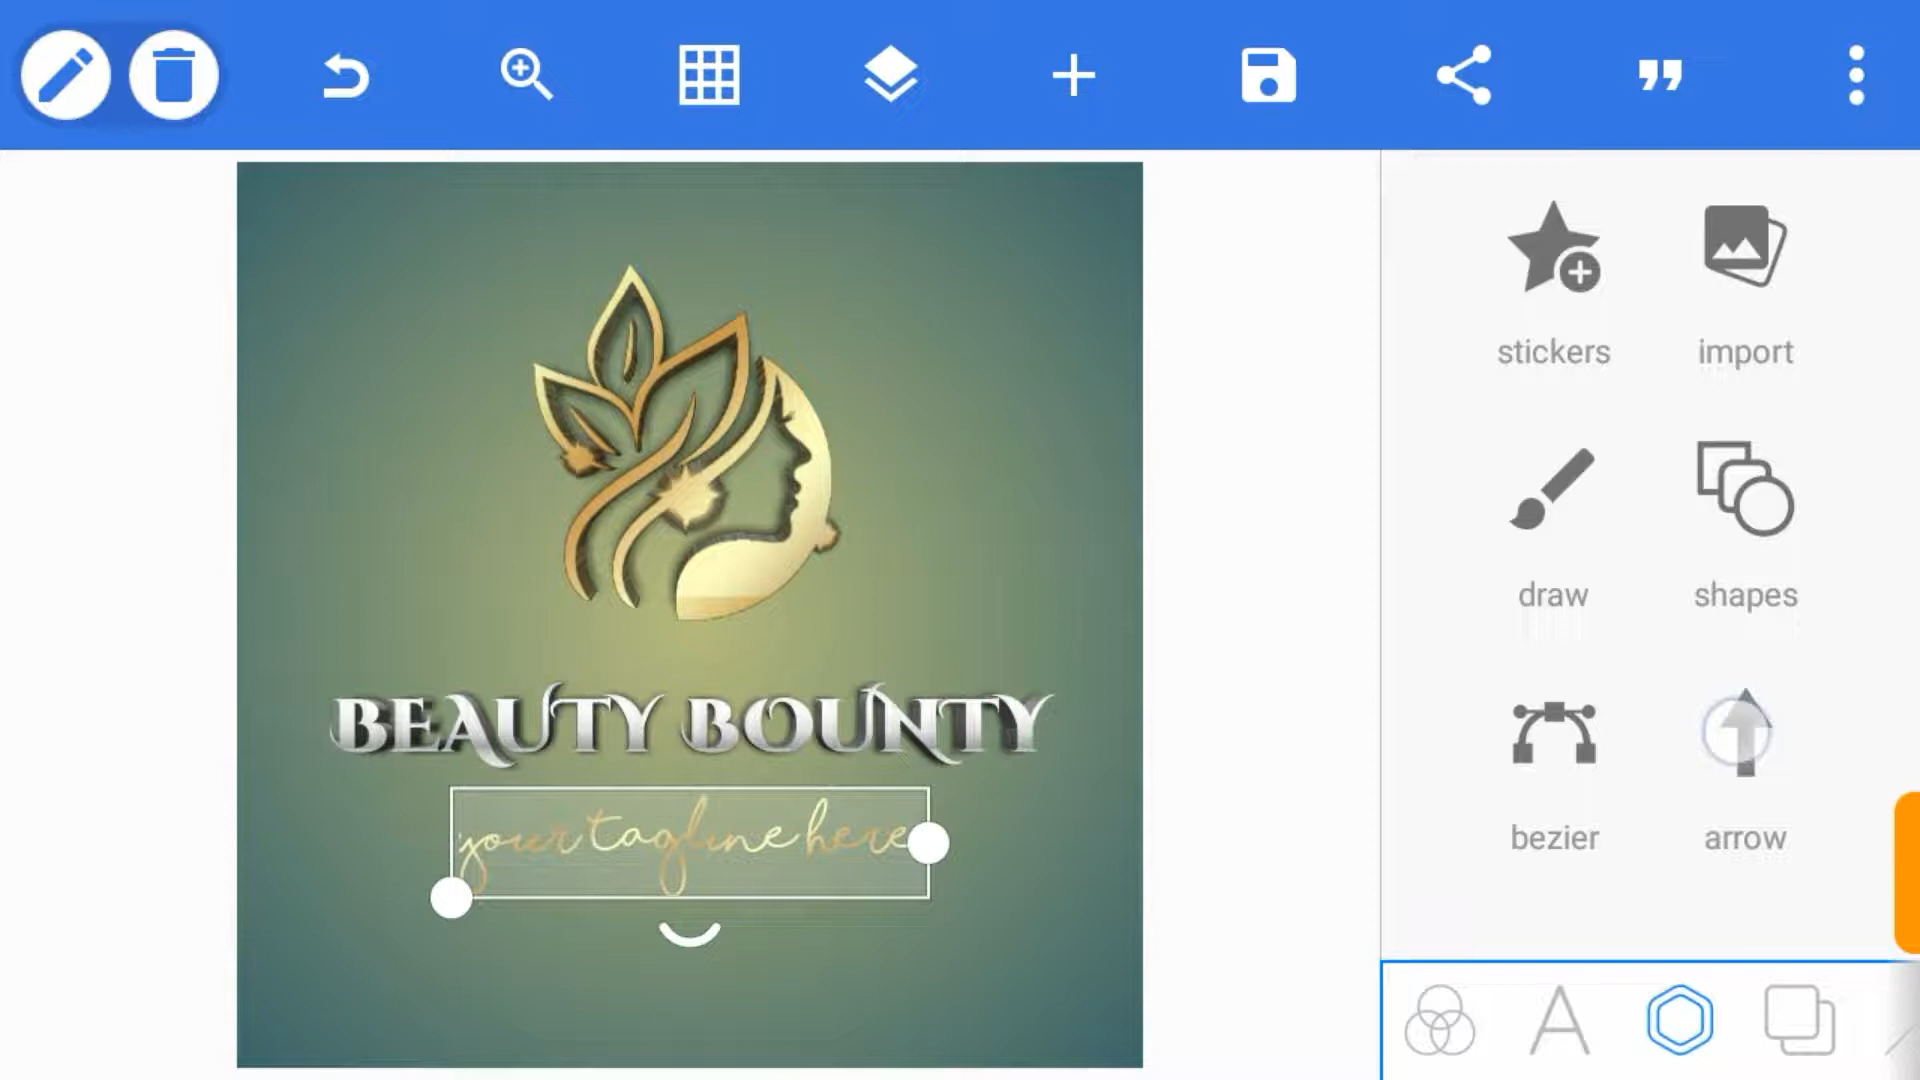 stickers import
draw shapes
BEAUTY BOUNTY
your tagline here
bezier arrow